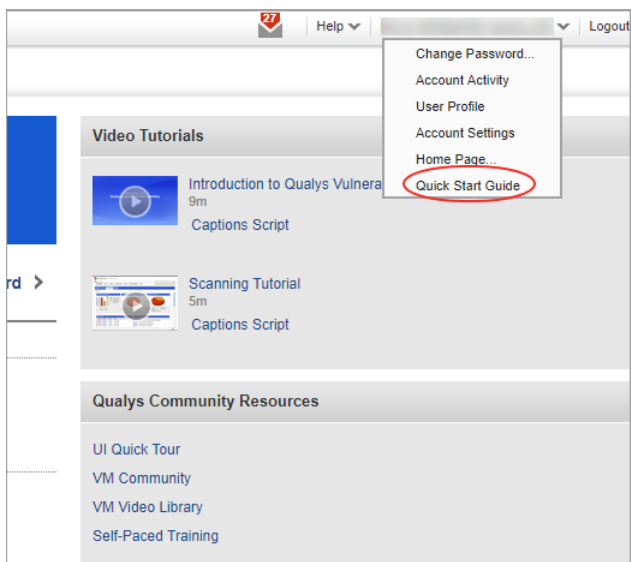 27
Help
Logout
Change Password...
Account Activity
User Profile
Account Settings
Home Page...
Quick Start Guide
Video Tutorials
Introduction to Qualys
9m
Captions Script
rd
Scanning Tutorial
5m
Captions Script
Qualys Community Resources
UI Quick Tour
VM Community
VM Video Library
Self-Paced Training